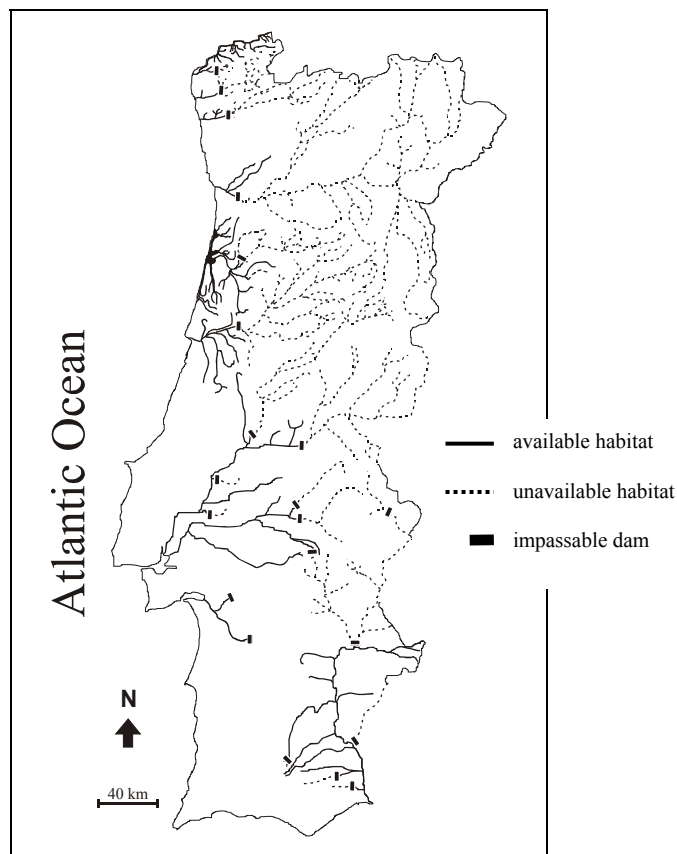 Atlantic Ocean
available habitat
unavailable habitat
impassable dam
N
40 km